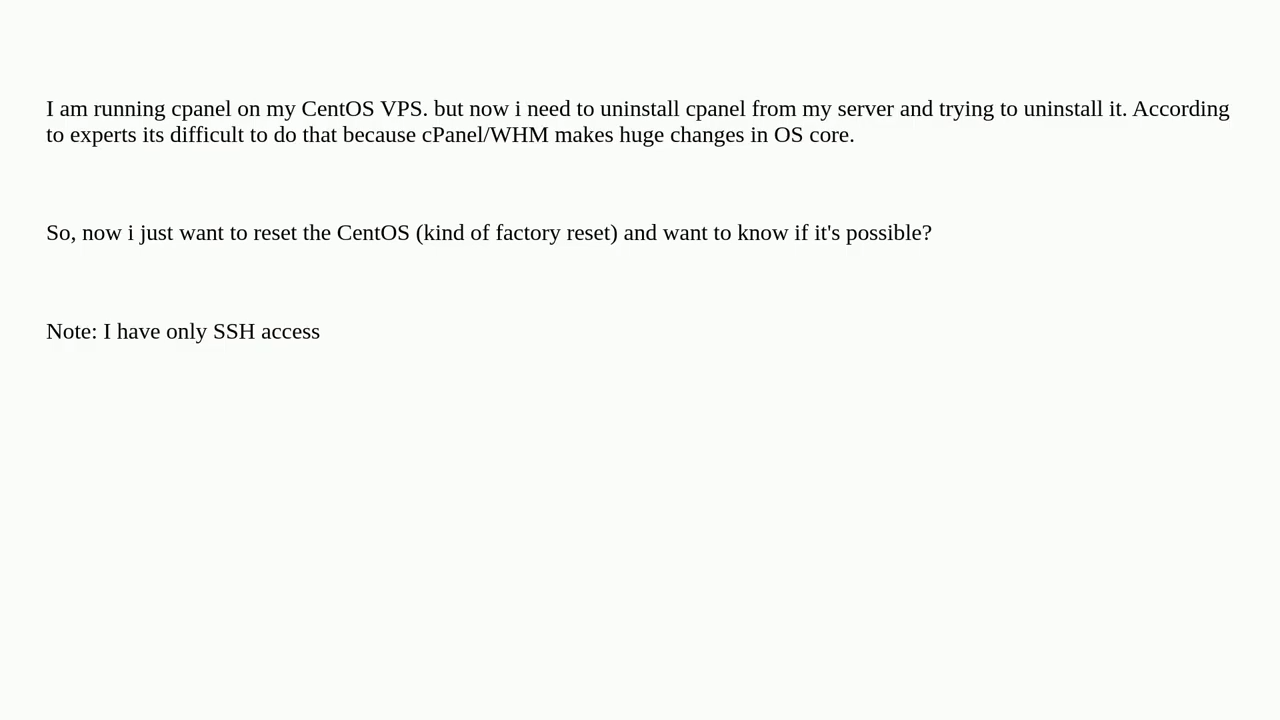 I am running cpanel on my CentOS VPS. but now i need to uninstall cpanel from my server and trying to uninstall it. According
to experts its difficult to do that because cPanel/WHM makes huge changes in OS core.
So, now i just want to reset the CentOS (kind of factory reset) and want to know if it's possible?
Note: I have only SSH access